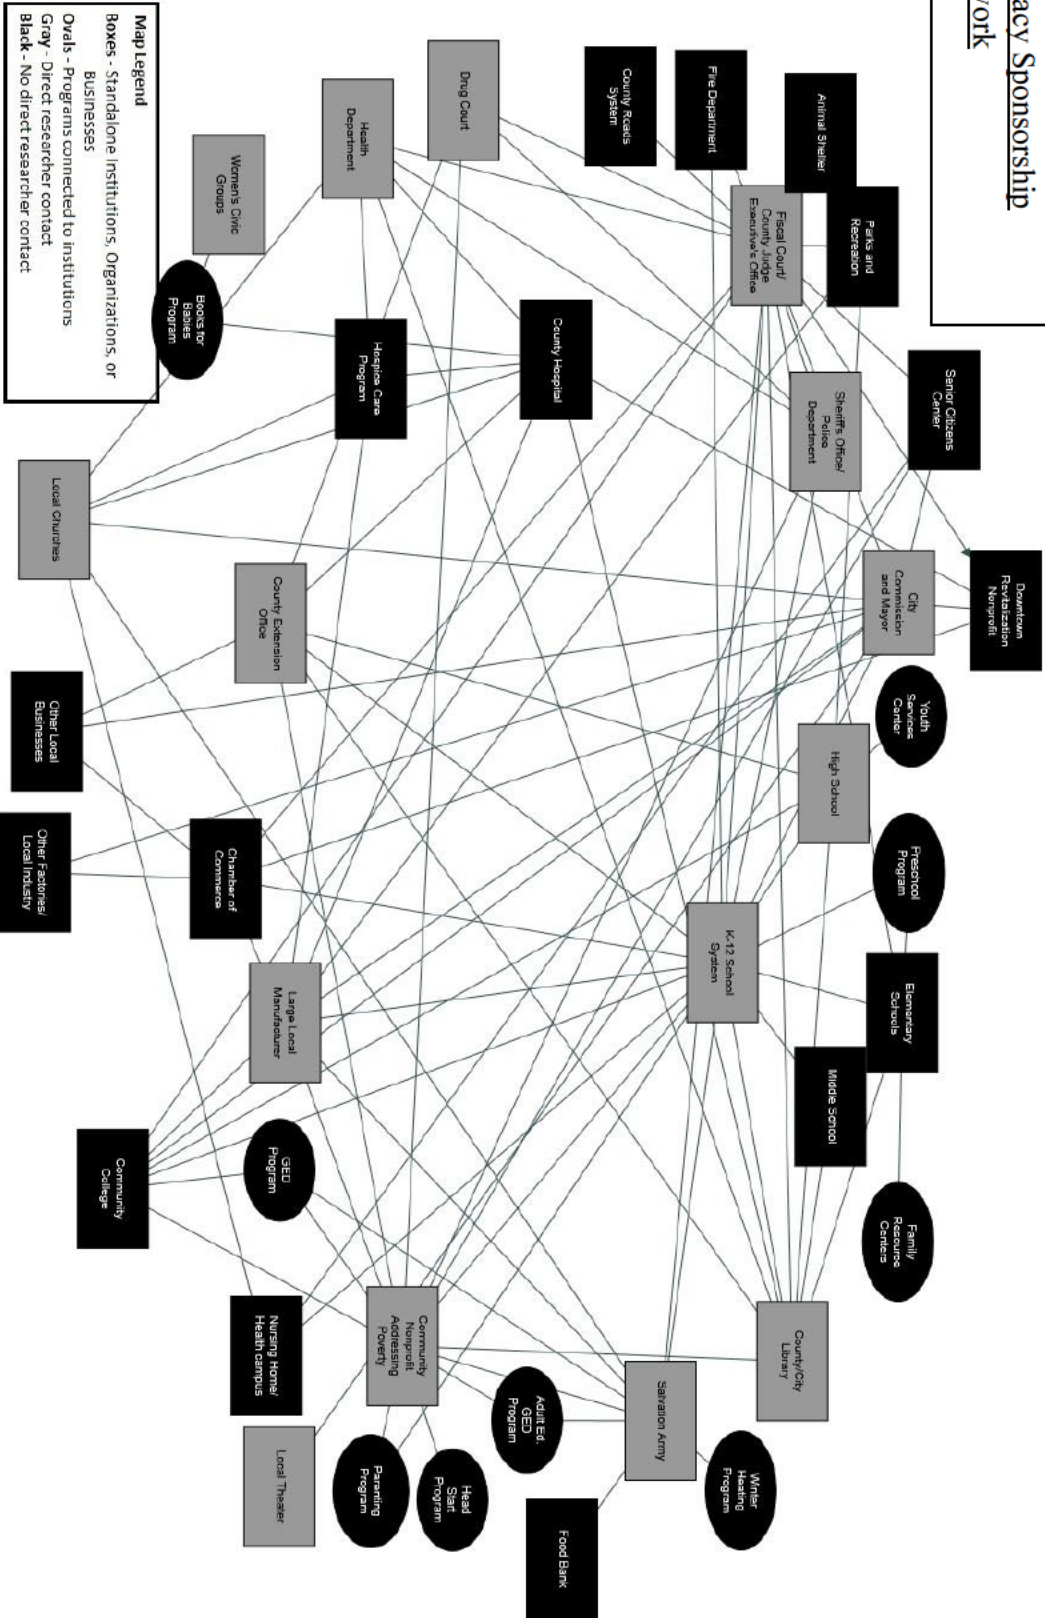 acy Sponsorship
work
Downtown
Revitalization
Nonprofit
Senior Citizens
Center
Youth
Services
Center
Preschool
Program
Elementary
Schools
Family
Resource
Centers
City
Commission
and Mayor
Parks and
Recreation
Animal Shelter
Sheriff's Office/
Police
Department
High School
Middle School
County/City
Library
Fiscal Court/
County Judge
Executive's Office
Fire Department
K-12 School
System
Winter
Heating
Program
Salvation Army
County Roads
System
County Hospital
Adult Ed.
GED
Program
Food Bank
Drug Court
Head
Start
Program
Community
Nonprofit
Addressing
Poverty
Hospice Care
Program
Parenting
Program
Health
Department
Large Local
Manufacturer
GED
Program
Local Theater
County Extension
Office
Nursing Home/
Health campus
Women's Civic
Groups
Chamber of
Commerce
Books for
Babies
Program
Community
College
Local Churches
Other Local
Businesses
Other Factories/
Local Industry
Map Legend
Boxes - Standalone Institutions, Organizations, or
Businesses
Ovals - Programs connected to institutions
Gray - Direct researcher contact
Black - No direct researcher contact